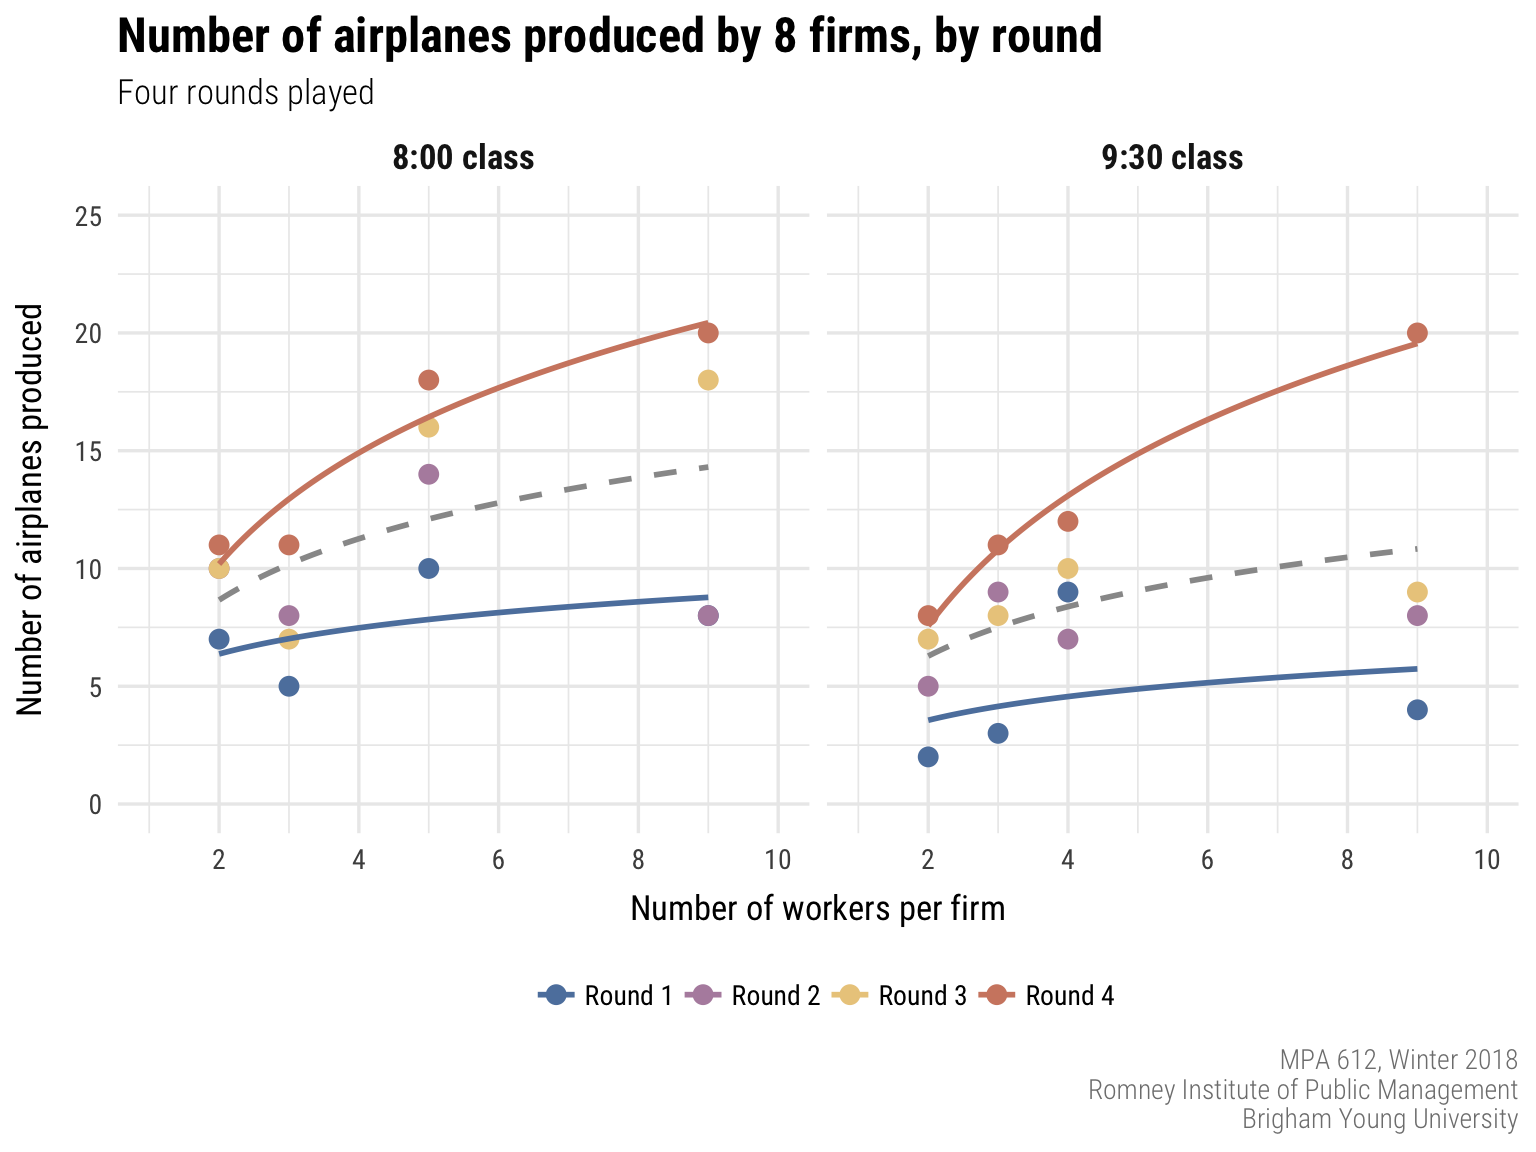 Number of airplanes produced by 8 firms, by round
Four rounds played
8:00 class
9:30 class
Number of airplanes produced
25
20
15
10
5
0
2 4 6 8 10
2 4 6 8 10
Number of workers per firm
Round 1 Round 2 Round 3 Round 4
MPA 612, Winter 2018
Romney Institute of Public Management
Brigham Young University